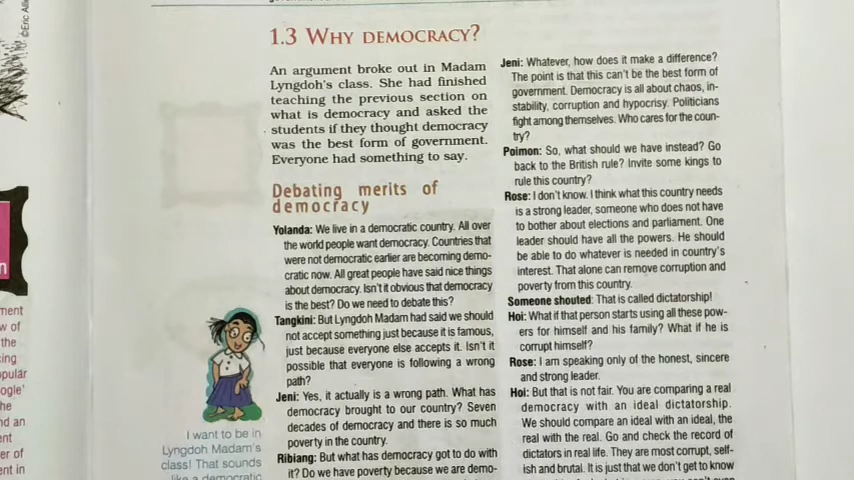 ©Eric Alli
1.3 WHY DEMOCRACY?
An argument broke out in Madam
Lyngdoh's class. She had finished
teaching the previous section on
what is democracy and asked the
students if they thought democracy
was the best form of government.
Everyone had something to say.
Debating merits of
democracy
Yolanda: We live in a democratic country. All over
the world people want democracy. Countries that
were not democratic earlier are becoming demo-
cratic now. All great people have said nice things
about democracy. Isn't it obvious that democracy
is the best? Do we need to debate this?
Tangkini: But Lyngdoh Madam had said we should
not accept something just because it is famous,
just because everyone else accepts it. Isn't it
possible that everyone is following a wrong
path?
Jeni: Yes, it actually is a wrong path. What has
democracy brought to our country? Seven
decades of democracy and there is so much
poverty in the country.
Ribiang: But what has democracy got to do with
it? Do we have poverty because we are demo-
Jeni: Whatever, how does it make a difference?
The point is that this can't be the best form of
government. Democracy is all about chaos, in-
stability, corruption and hypocrisy. Politicians
fight among themselves. Who cares for the coun-
try?
Poimon: So, what should we have instead? Go
back to the British rule? Invite some kings to
rule this country?
Rose: I don't know. I think what this country needs
is a strong leader, someone who does not have
to bother about elections and parliament. One
leader should have all the powers. He should
be able to do whatever is needed in country's
interest. That alone can remove corruption and
poverty from this country.
Someone shouted: That is called dictatorship!
Hoi: What if that person starts using all these pow-
ers for himself and his family? What if he is
corrupt himself?
Rose: I am speaking only of the honest, sincere
and strong leader.
Hoi: But that is not fair. You are comparing a real
democracy with an ideal dictatorship.
We should compare an ideal with an ideal, the
real with the real. Go and check the record of
dictators in real life. They are most corrupt, self-
ish and brutal. It is just that we don't get to know
I want to be in
Lyngdoh Madam's
class! That sounds
like a democratic
n
ment
w of
the
cing
opular
ogle'
he
nd an
ent
er of
ent in